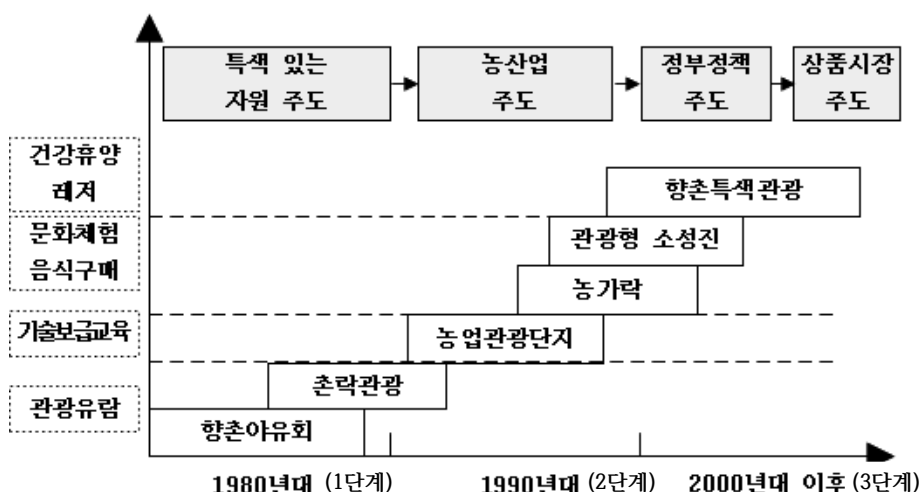 특색 있는
자원 주도
농산업
주도
정부정책
주도
상품시장
주도
건강휴양
레저
향촌특색관광
문화체험
음식구매
관광형 소성진
농가락
기술보급교육
농업관광단지
촌락관광
관광유람
향촌야유회
1980년대 (1단계)
1990년대 (2단계)
2000년대 이후 (3단계)